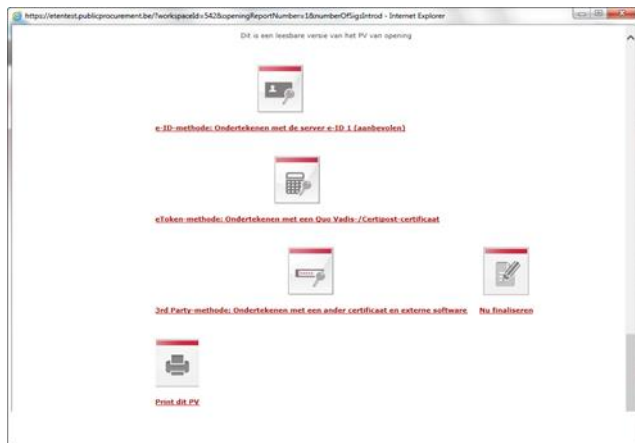 https://etentest.publicprocurement.be/?workspaceId=542&openingReportNumber=1&numberOfSigsIntrod - Internet Explorer
Dit is een leesbare versie van het PV van opening
e-ID-methode: Ondertekenen met de server e-ID 1 (aanbevolen)
eToken-methode: Ondertekenen met een Quo Vadis-/Certipost-certificaat
3rd Party-methode: Ondertekenen met een ander certificaat en externe software
Nu finaliseren
Print dit PV